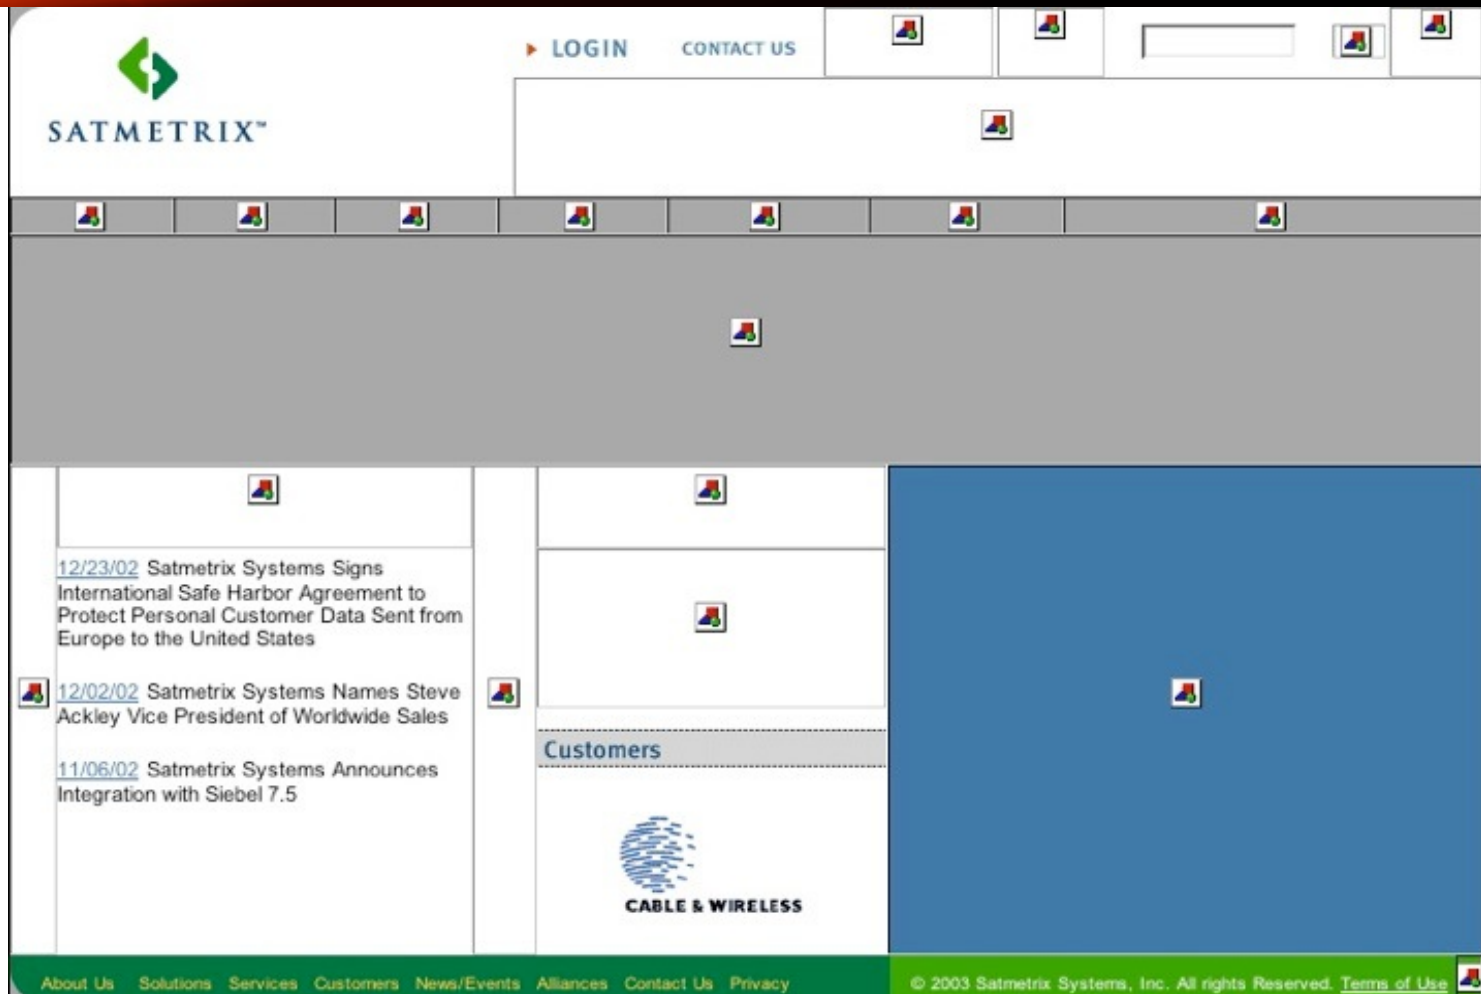 LOGIN CONTACT US
SATMETRIX™
12/23/02 Satmetrix Systems Signs
International Safe Harbor Agreement to
Protect Personal Customer Data Sent from
Europe to the United States
12/02/02 Satmetrix Systems Names Steve
Ackley Vice President of Worldwide Sales
11/06/02 Satmetrix Systems Announces
Integration with Siebel 7.5
Customers
CABLE & WIRELESS
About Us Solutions Services Customers News/Events Alliances Contact Us Privacy
© 2003 Satmetrix Systems, Inc. All rights Reserved. Terms of Use